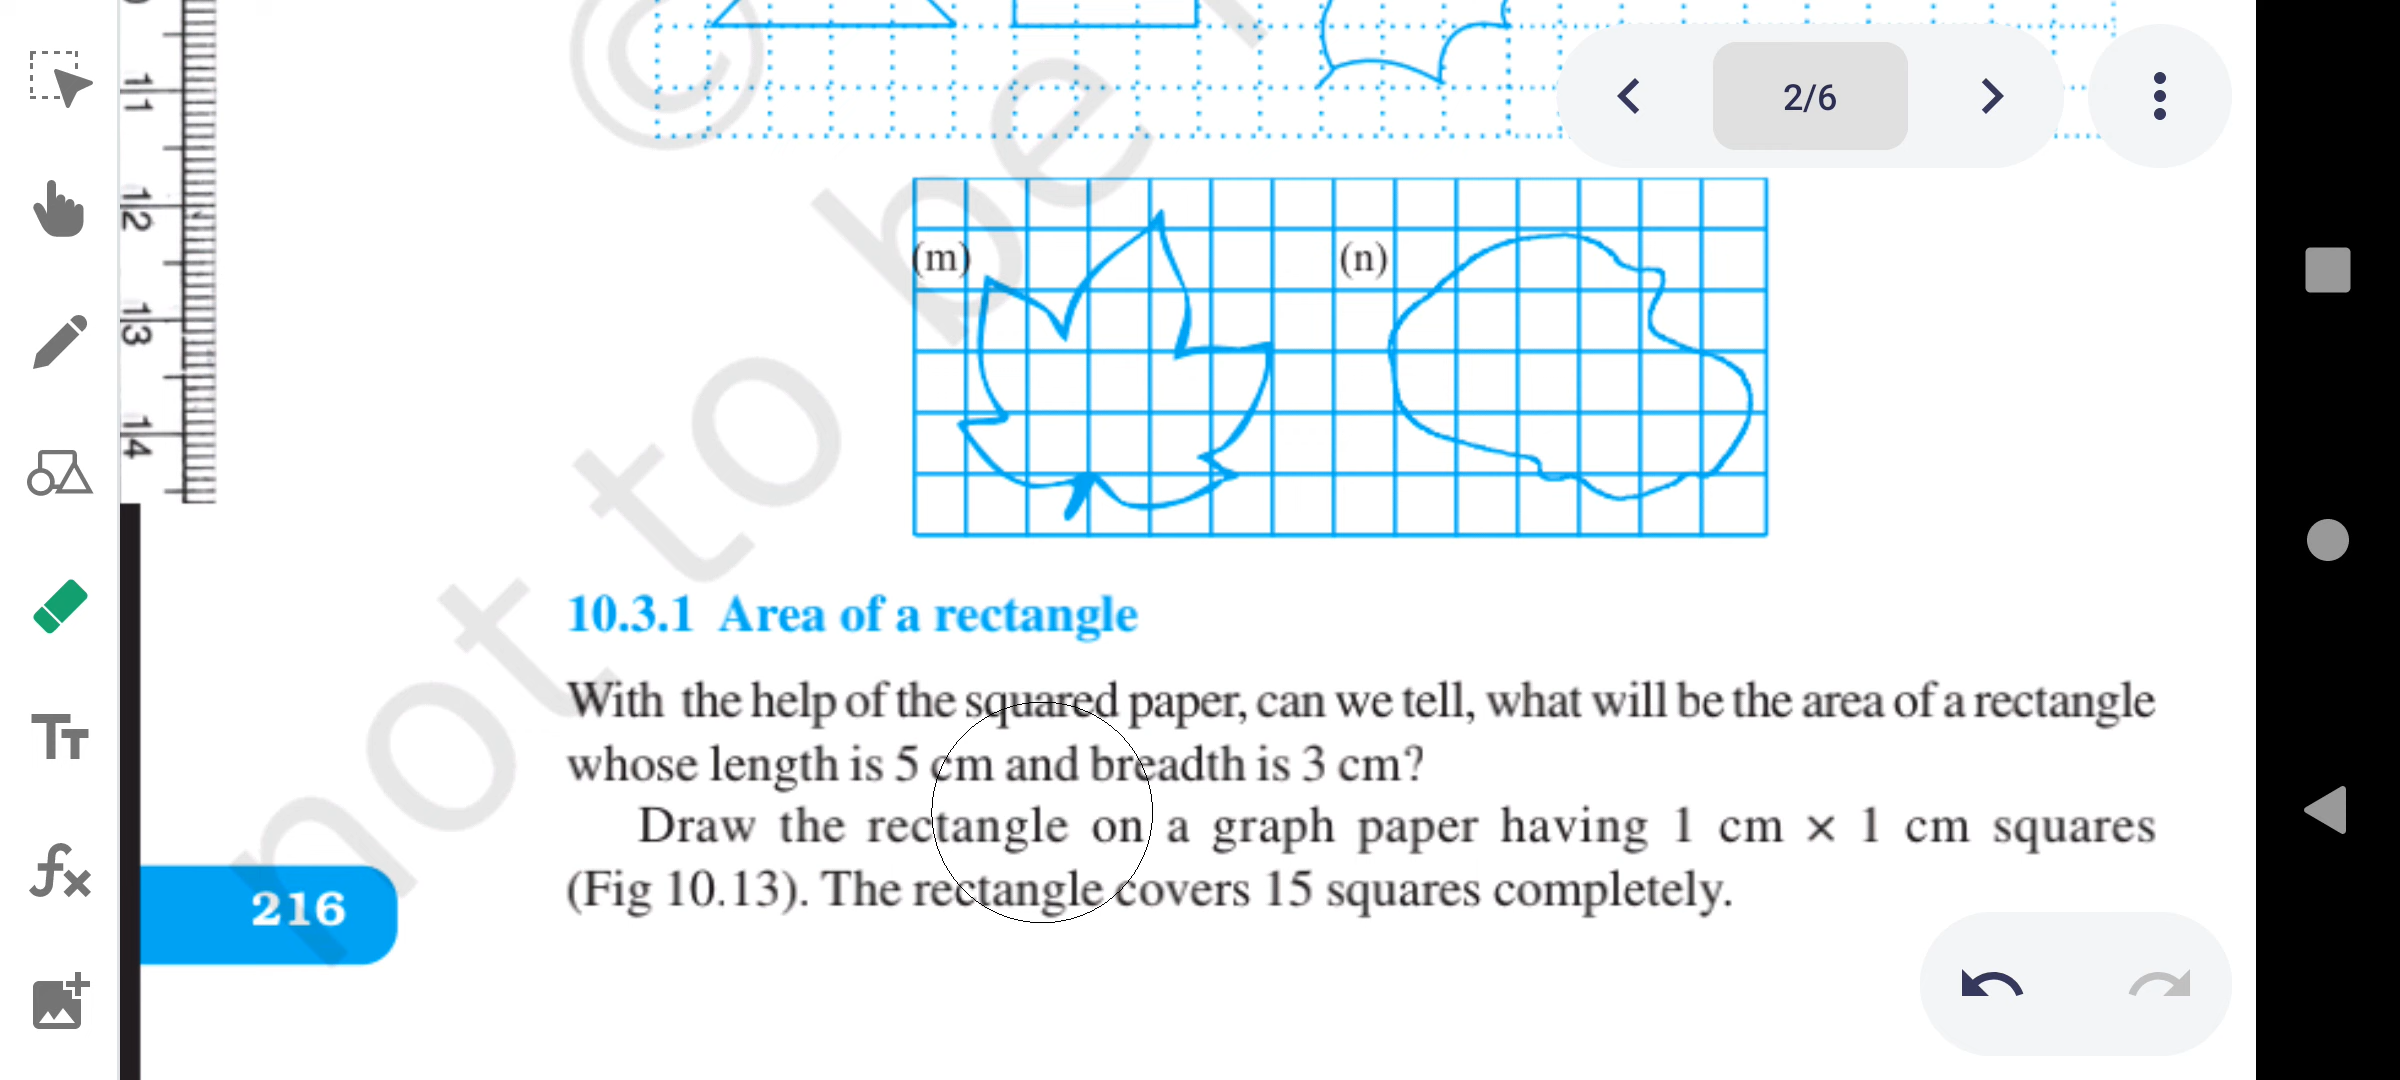 2/6
11
12
13
14
(m)
(n)
10.3.1 Area of a rectangle
With the help of the squared paper, can we tell, what will be the area of a rectangle
whose length is 5 cm and breadth is 3 cm?
Draw the rectangle on a graph paper having 1 cm × 1 cm squares
(Fig 10.13). The rectangle covers 15 squares completely.
216
not to be r
©
TT
fx